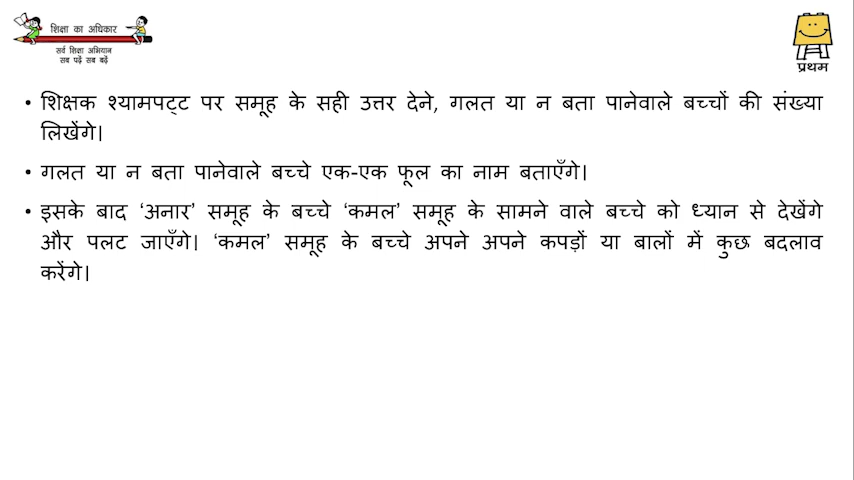 शिक्षा का अधिकार
सर्व शिक्षा अभियान
सब पढ़ें सब बढ़ें
प्रथम
• शिक्षक श्यामपट्ट पर समूह के सही उत्तर देने, गलत या न बता पानेवाले बच्चों की संख्या
लिखेंगे।
• गलत या न बता पानेवाले बच्चे एक-एक फूल का नाम बताएँगे।
• इसके बाद ‘अनार’ समूह के बच्चे ‘कमल’ समूह के सामने वाले बच्चे को ध्यान से देखेंगे
और पलट जाएँगे। ‘कमल’ समूह के बच्चे अपने अपने कपड़ों या बालों में कुछ बदलाव
करेंगे।